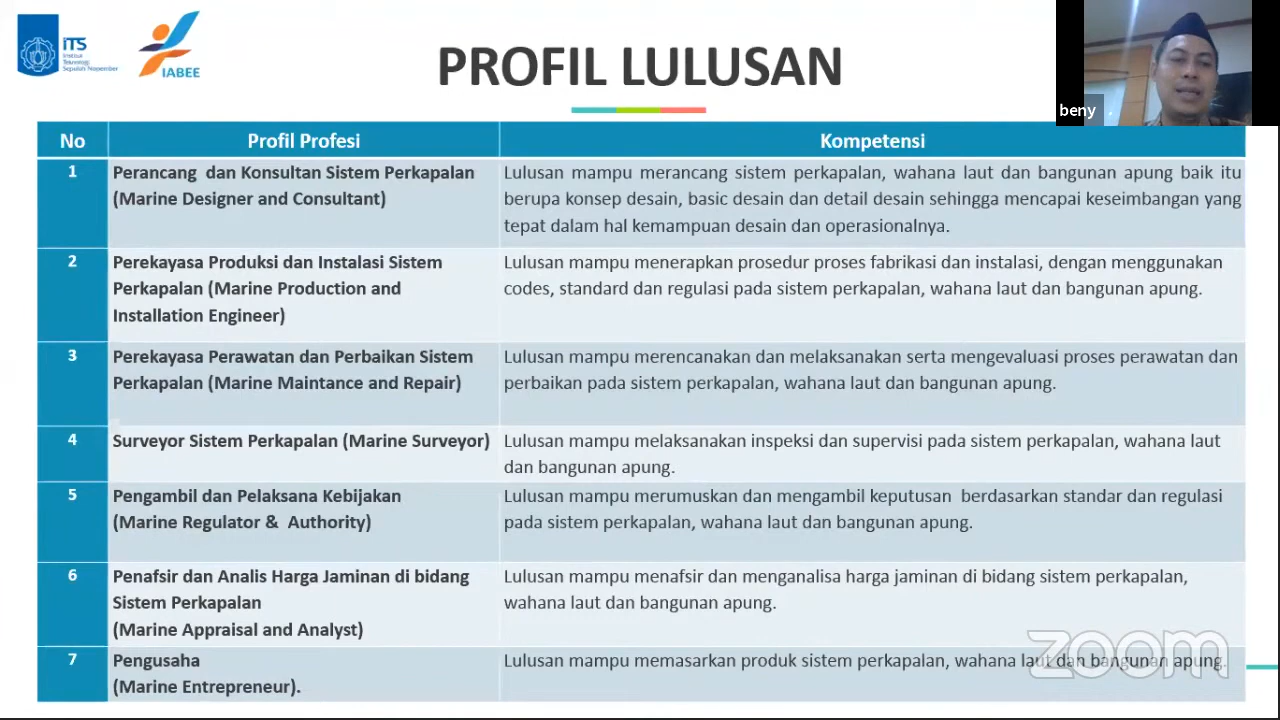 ITS
Institut
Teknologi
Sepuluh Nopember
IABEE
PROFIL LULUSAN
beny
No
Profil Profesi
Kompetensi
1
Perancang dan Konsultan Sistem Perkapalan
(Marine Designer and Consultant)
Lulusan mampu merancang sistem perkapalan, wahana laut dan bangunan apung baik itu
berupa konsep desain, basic desain dan detail desain sehingga mencapai keseimbangan yang
tepat dalam hal kemampuan desain dan operasionalnya.
2
Perekayasa Produksi dan Instalasi Sistem
Perkapalan (Marine Production and
Installation Engineer)
Lulusan mampu menerapkan prosedur proses fabrikasi dan instalasi, dengan menggunakan
codes, standard dan regulasi pada sistem perkapalan, wahana laut dan bangunan apung.
3
Perekayasa Perawatan dan Perbaikan Sistem
Perkapalan (Marine Maintance and Repair)
Lulusan mampu merencanakan dan melaksanakan serta mengevaluasi proses perawatan dan
perbaikan pada sistem perkapalan, wahana laut dan bangunan apung.
4
Surveyor Sistem Perkapalan (Marine Surveyor)
Lulusan mampu melaksanakan inspeksi dan supervisi pada sistem perkapalan, wahana laut
dan bangunan apung.
5
Pengambil dan Pelaksana Kebijakan
(Marine Regulator & Authority)
Lulusan mampu merumuskan dan mengambil keputusan berdasarkan standar dan regulasi
pada sistem perkapalan, wahana laut dan bangunan apung.
6
Penafsir dan Analis Harga Jaminan di bidang
Sistem Perkapalan
(Marine Appraisal and Analyst)
Lulusan mampu menafsir dan menganalisa harga jaminan di bidang sistem perkapalan,
wahana laut dan bangunan apung.
7
Pengusaha
(Marine Entrepreneur).
Lulusan mampu memasarkan produk sistem perkapalan, wahana laut dan bangunan apung.
zoom